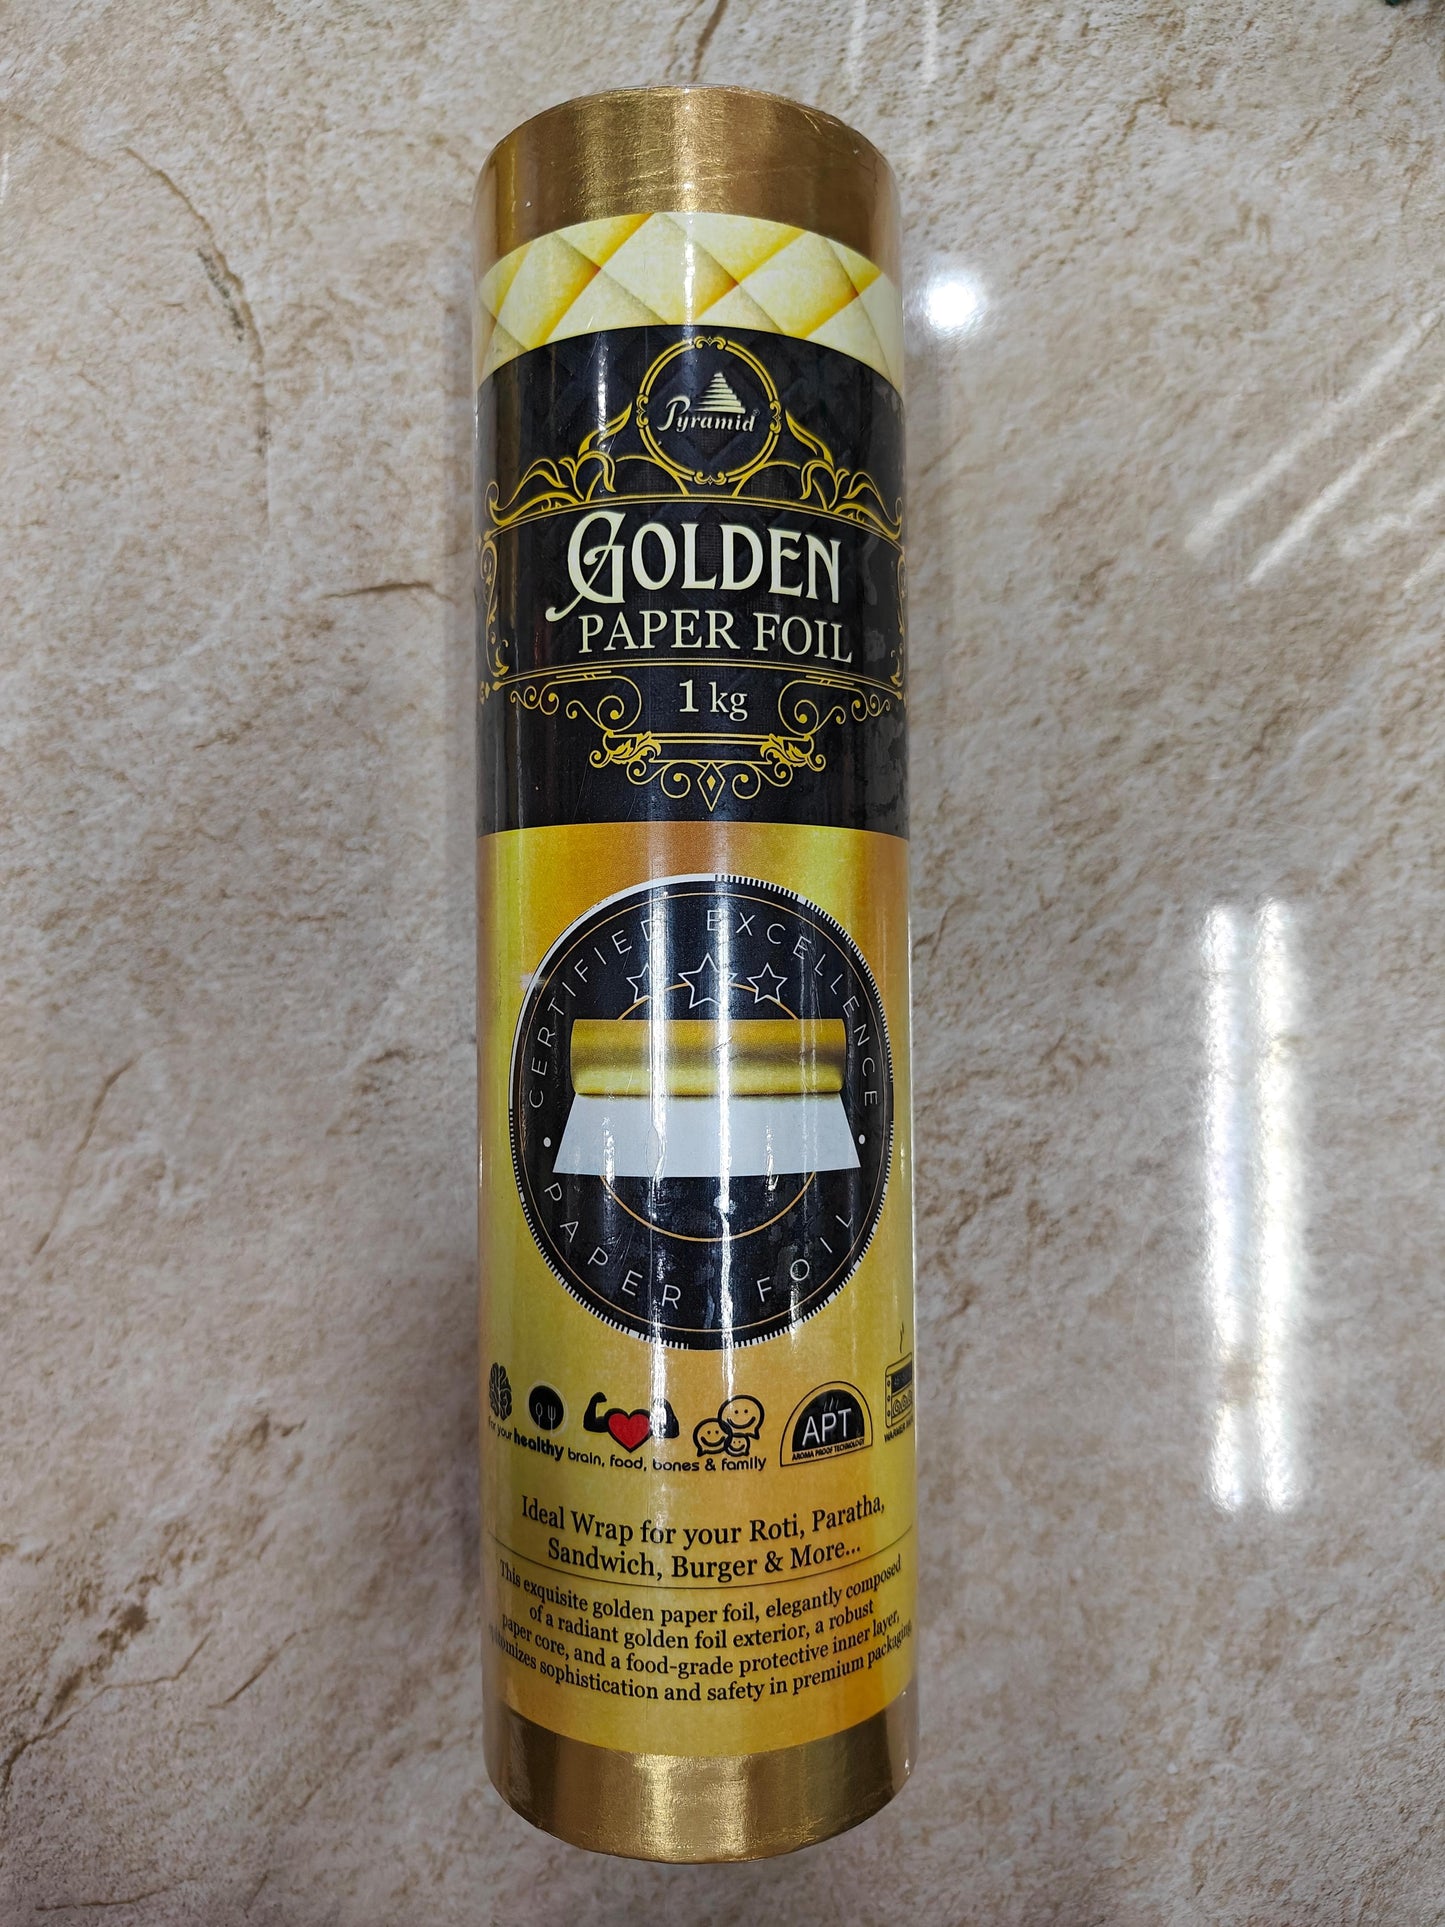 Pyramid®
GOLDEN
PAPER FOIL
1 kg
CERTIFIED EXCELLENCE
PAPER FOIL
for your healthy brain, food, bones & family
APT
AROMA PROOF TECHNOLOGY
Ideal Wrap for your Roti, Paratha,
Sandwich, Burger & More...
This exquisite golden paper foil, elegantly composed
of a radiant golden foil exterior, a robust
paper core, and a food-grade protective inner layer,
sophistication and safety in premium packaging